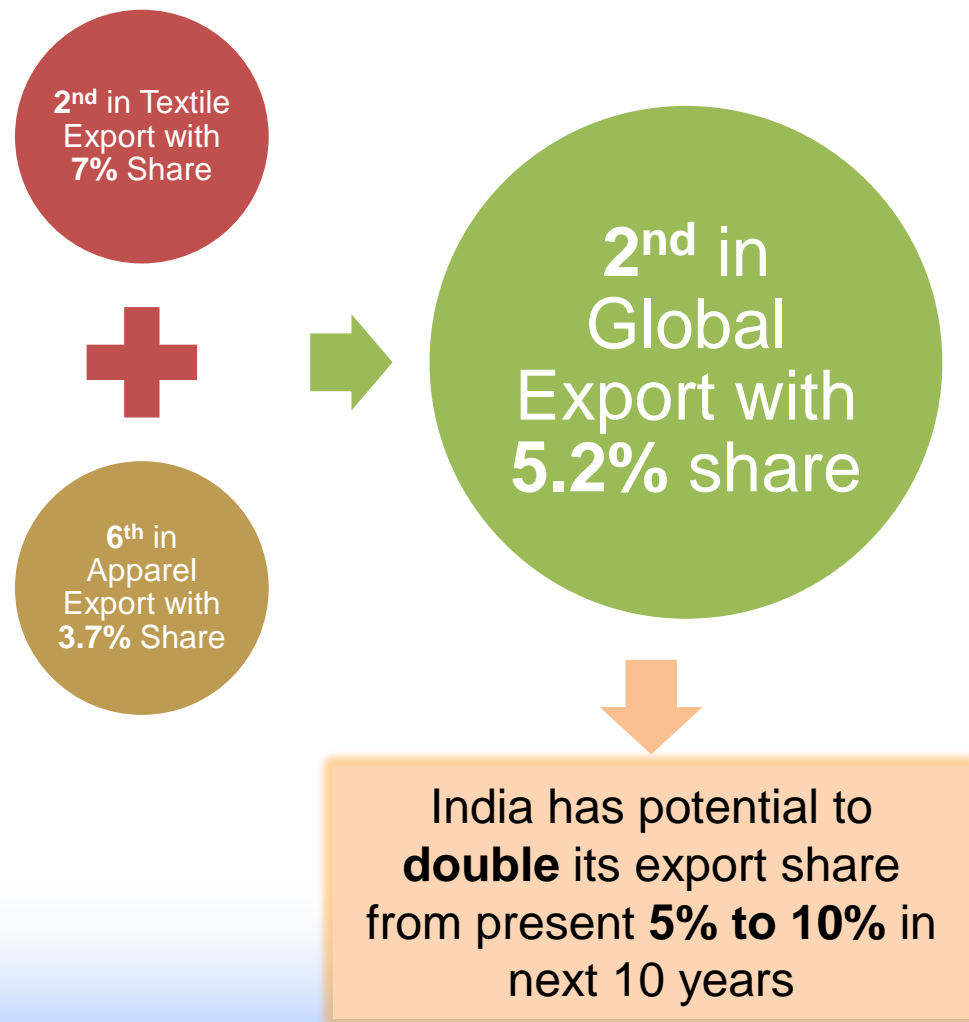 2nd in Textile
Export with
7% Share
6th in
Apparel
Export with
3.7% Share
2nd in
Global
Export with
5.2% share
India has potential to
double its export share
from present 5% to 10% in
next 10 years